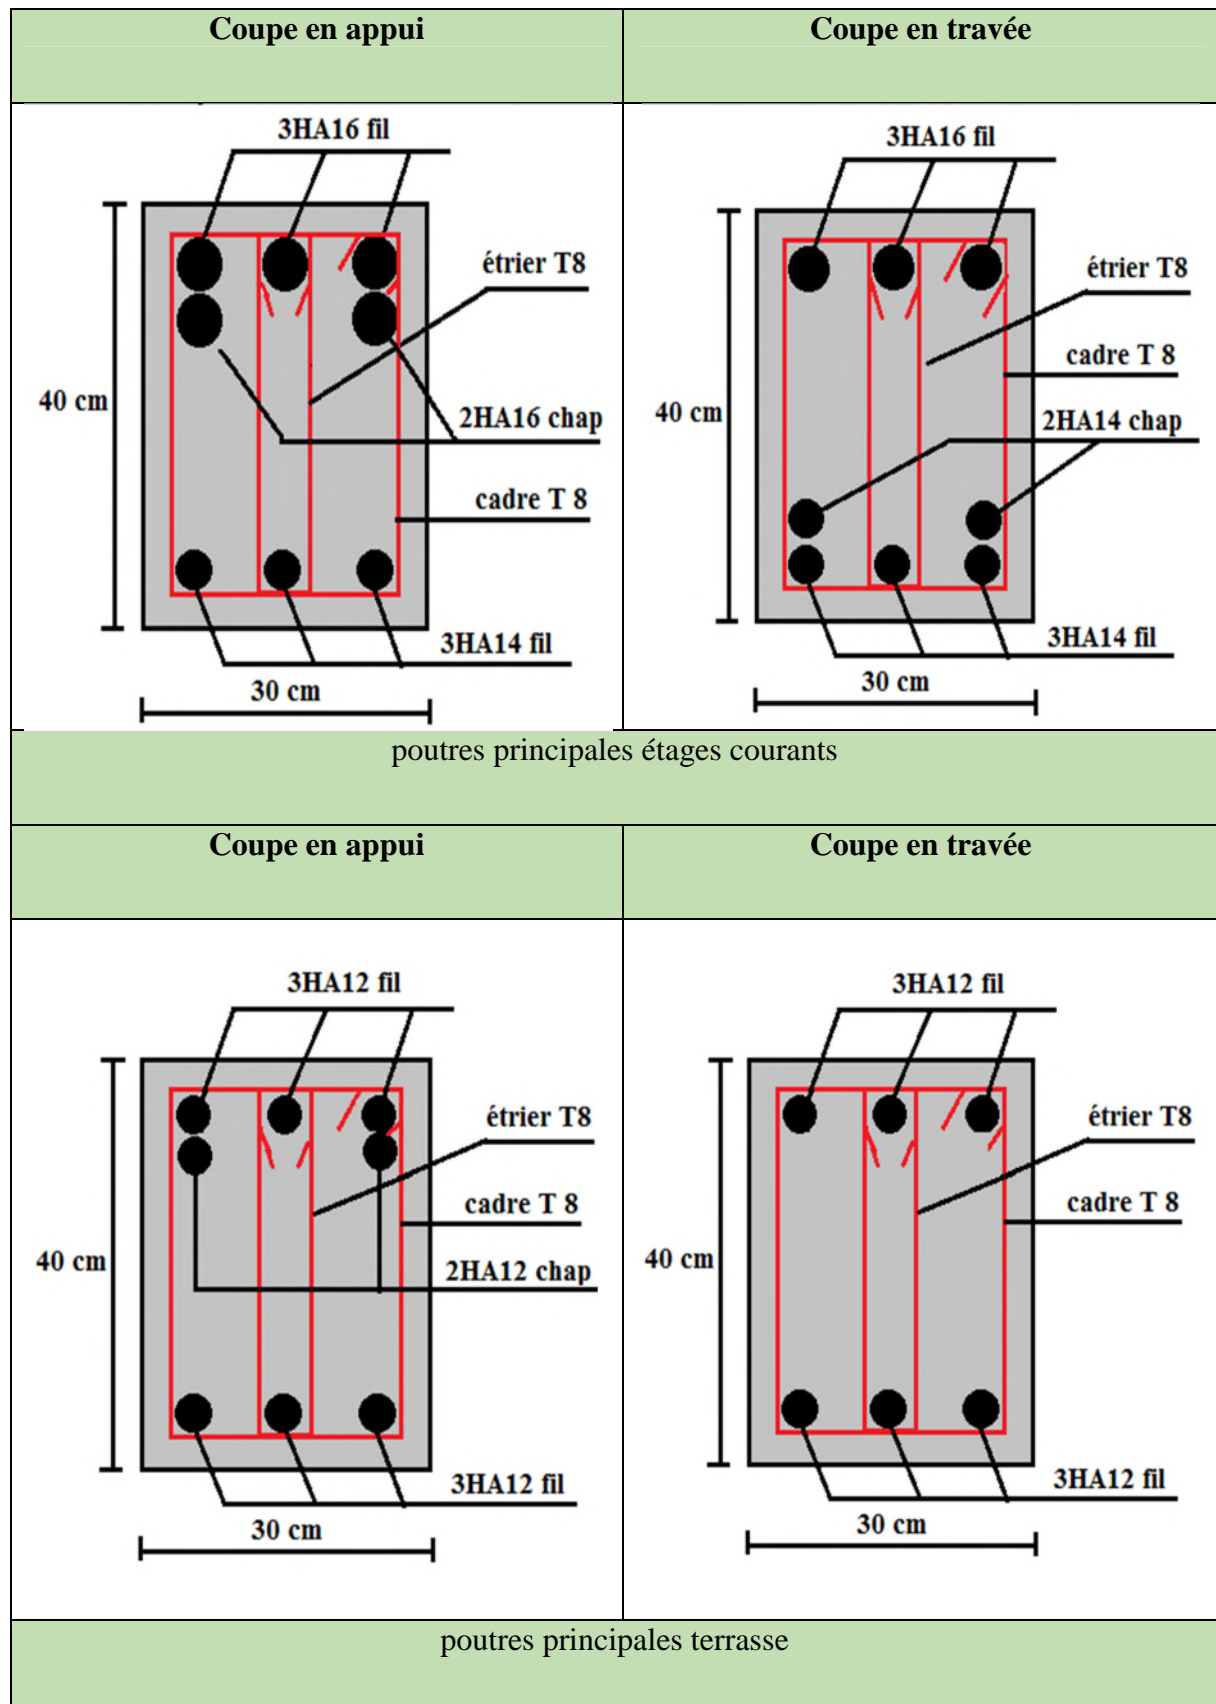 Coupe en appui
Coupe en travée
3HA16 fil
étrier T8
40 cm
2HA16 chap
cadre T 8
3HA14 fil
30 cm
3HA16 fil
étrier T8
cadre T 8
40 cm
2HA14 chap
3HA14 fil
30 cm
poutres principales étages courants
Coupe en appui
Coupe en travée
3HA12 fil
étrier T8
cadre T 8
40 cm
2HA12 chap
3HA12 fil
30 cm
3HA12 fil
étrier T8
cadre T 8
40 cm
3HA12 fil
30 cm
poutres principales terrasse